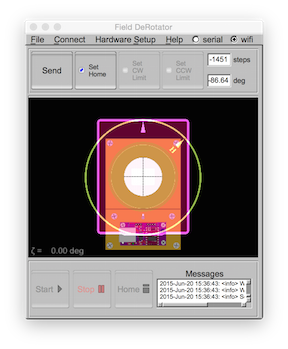 Field DeRotator
File Connect Hardware Setup Help serial wifi
Send Set Home Set CW Limit Set CCW Limit -1451 steps
-86.64 deg
H
ζ = 0.00 deg
Start Stop Home Messages
2015-Jun-20 15:36:43: <info> W
2015-Jun-20 15:36:43: <info> W
2015-Jun-20 15:36:43: <info> S